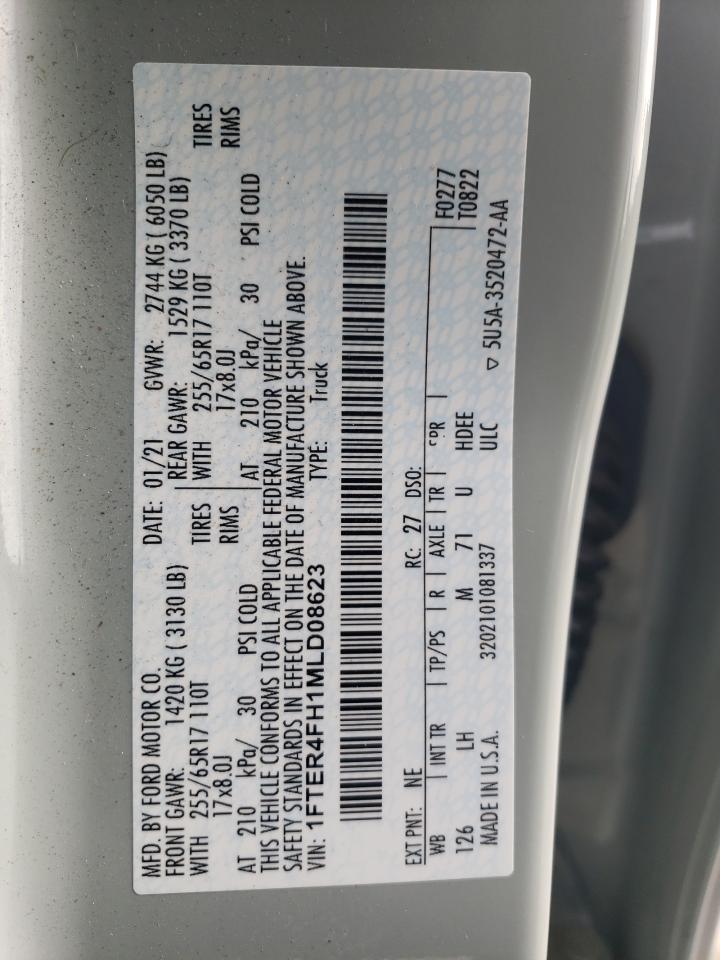 MFD. BY FORD MOTOR CO. DATE: 01/21 GVWR: 2744 KG ( 6050 LB)
FRONT GAWR: 1420 KG ( 3130 LB) REAR GAWR: 1529 KG ( 3370 LB)
WITH 255/65R17 110T TIRES WITH 255/65R17 110T TIRES
17x8.0J RIMS 17x8.0J RIMS
AT 210 kPa/ 30 PSI COLD AT 210 kPa/ 30 PSI COLD
THIS VEHICLE CONFORMS TO ALL APPLICABLE FEDERAL MOTOR VEHICLE
SAFETY STANDARDS IN EFFECT ON THE DATE OF MANUFACTURE SHOWN ABOVE.
VIN: 1FTER4FH1MLD08623 TYPE: Truck
EXT PNT: NE RC: 27 DSO: F0277
WB INT TR TP/PS R AXLE TR SPR T0822
126 LH M 71 U HDEE
MADE IN U.S.A. 3202101081337 ULC ▽ 5U5A-3520472-AA